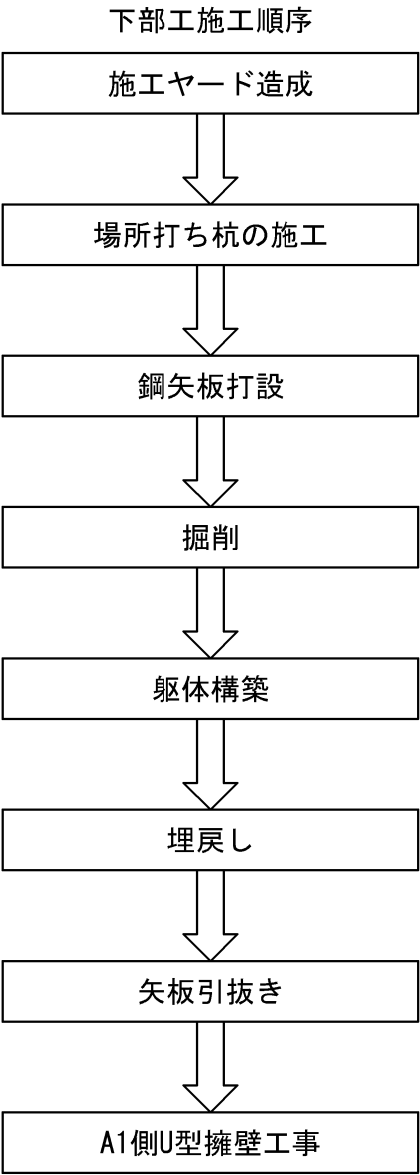 下部工施工順序
施工ヤード造成
場所打ち杭の施工
鋼矢板打設
掘削
躯体構築
埋戻し
矢板引抜き
A1側U型擁壁工事